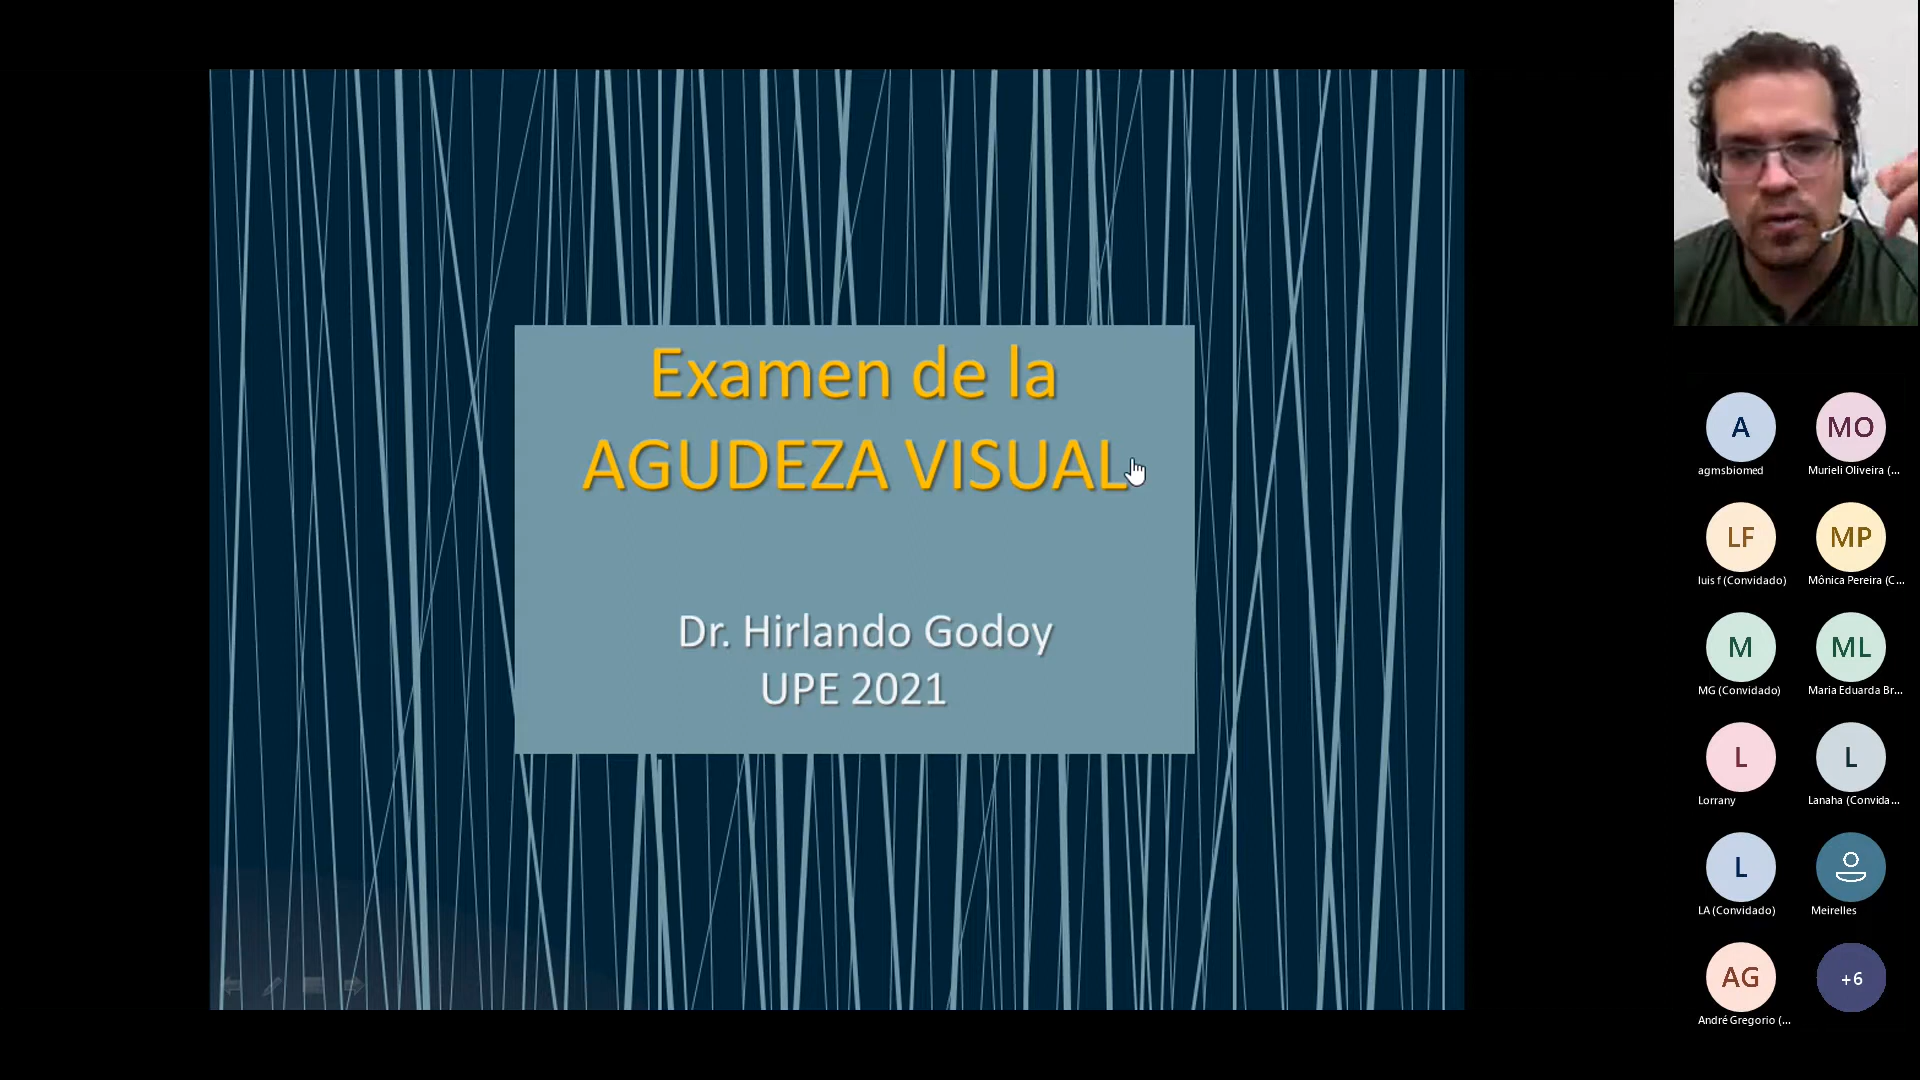 Examen de la
AGUDEZA VISUAL
Dr. Hirlando Godoy
UPE 2021
A
agmsbiomed
MO
Murieli Oliveira (...
LF
luis f (Convidado)
MP
Mônica Pereira (C...
M
MG (Convidado)
ML
Maria Eduarda Br...
L
Lorrany
L
Lanaha (Convida...
L
LA (Convidado)
Meirelles
AG
André Gregorio (...
+6